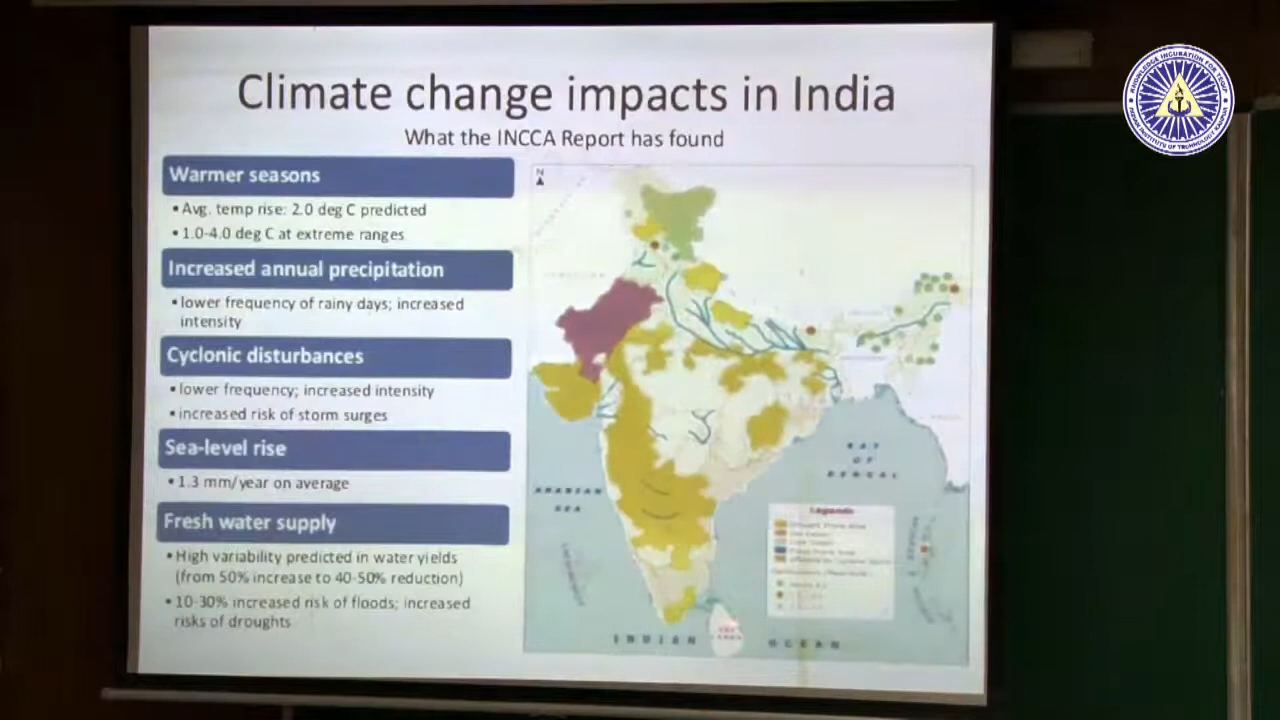 Climate change impacts in India
What the INCCA Report has found
Warmer seasons
•Avg. temp rise: 2.0 deg C predicted
•1.0-4.0 deg C at extreme ranges
Increased annual precipitation
•lower frequency of rainy days; increased
intensity
Cyclonic disturbances
•lower frequency; increased intensity
•increased risk of storm surges
Sea-level rise
•1.3 mm/year on average
Fresh water supply
•High variability predicted in water yields
(from 50% increase to 40-50% reduction)
•10-30% increased risk of floods; increased
risks of droughts
N
BAY
OF
BENGAL
ARABIAN
SEA
Legends
INDIAN OCEAN